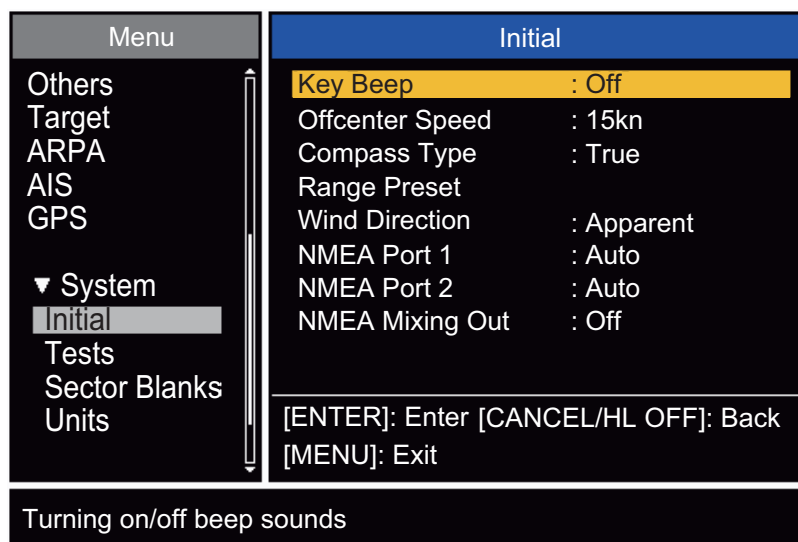 Menu
Others
Target
ARPA
AIS
GPS
▼ System
Initial
Tests
Sector Blanks
Units
Initial
Key Beep : Off
Offcenter Speed : 15kn
Compass Type : True
Range Preset
Wind Direction : Apparent
NMEA Port 1 : Auto
NMEA Port 2 : Auto
NMEA Mixing Out : Off
[ENTER]: Enter [CANCEL/HL OFF]: Back
[MENU]: Exit
Turning on/off beep sounds